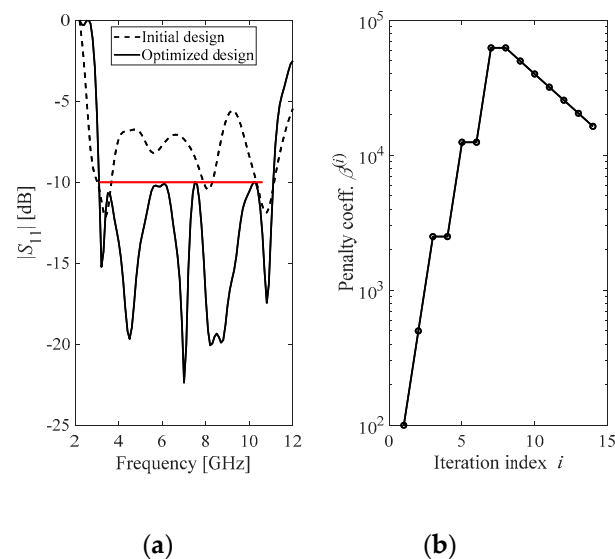 0
-5
-10
-15
-20
-25
2 4 6 8 10 12
Frequency [GHz]
|S11| [dB]
Initial design
Optimized design
(a)
10^5
10^4
10^3
10^2
0 5 10 15
Iteration index i
Penalty coeff. β^(i)
(b)